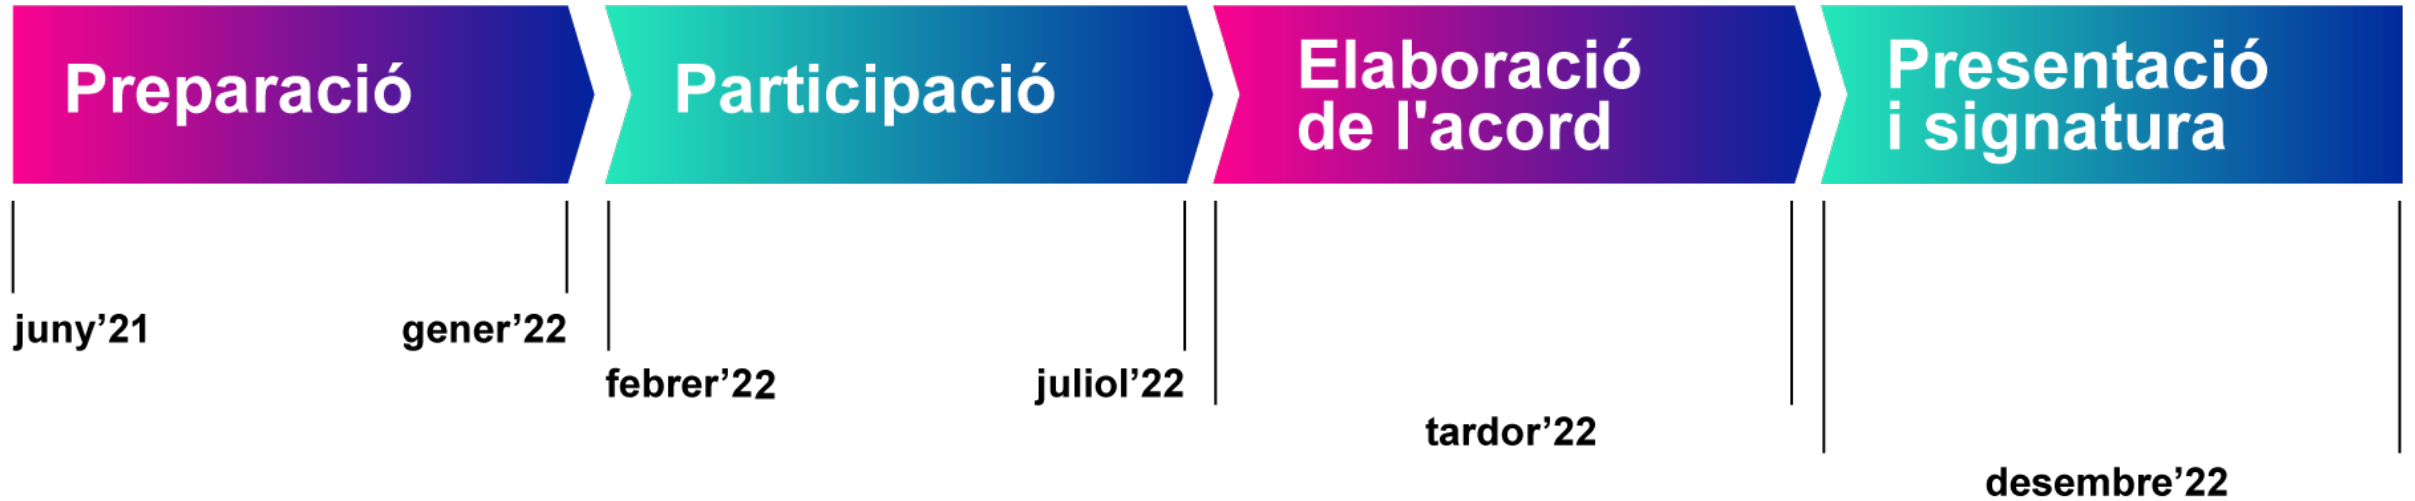 Preparació
Participació
Elaboració
de l'acord
Presentació
i signatura
juny’21
gener’22
febrer’22
juliol’22
tardor’22
desembre’22